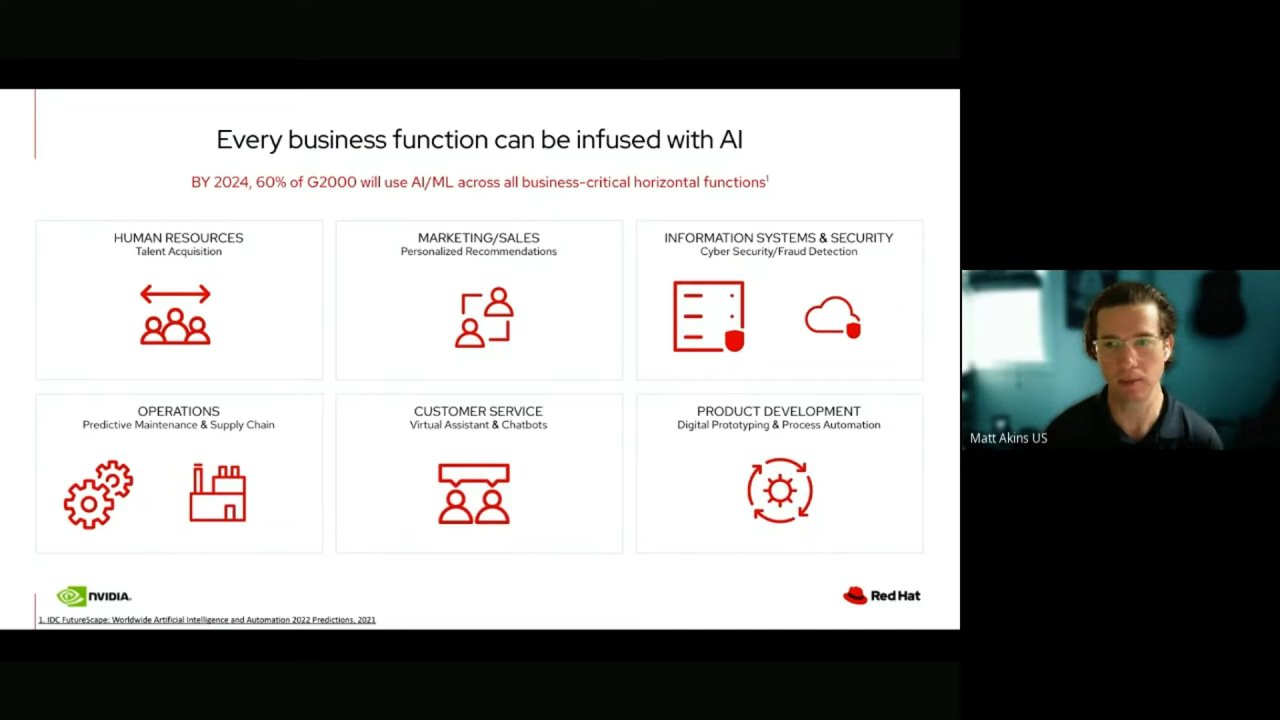 Every business function can be infused with AI
BY 2024, 60% of G2000 will use AI/ML across all business-critical horizontal functions¹
HUMAN RESOURCES
Talent Acquisition
MARKETING/SALES
Personalized Recommendations
INFORMATION SYSTEMS & SECURITY
Cyber Security/Fraud Detection
OPERATIONS
Predictive Maintenance & Supply Chain
CUSTOMER SERVICE
Virtual Assistant & Chatbots
PRODUCT DEVELOPMENT
Digital Prototyping & Process Automation
Matt Akins US
NVIDIA.
Red Hat
1. IDC FutureScape: Worldwide Artificial Intelligence and Automation 2022 Predictions, 2021